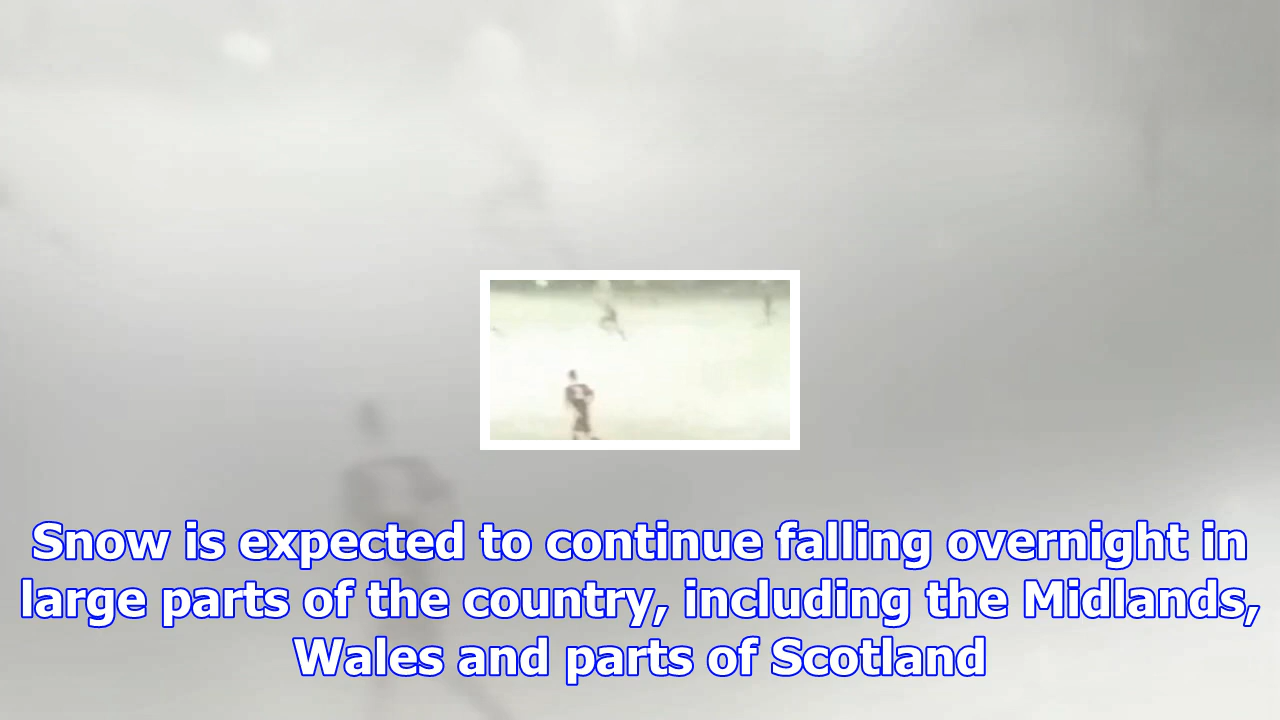 Snow is expected to continue falling overnight in
large parts of the country, including the Midlands,
Wales and parts of Scotland